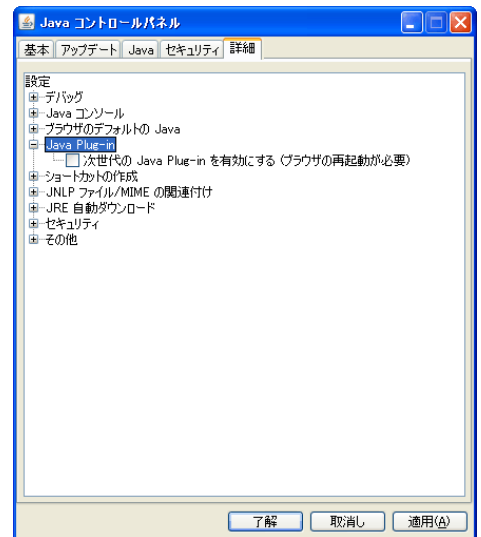 Java コントロールパネル
基本 アップデート Java セキュリティ 詳細
設定
デバッグ
Java コンソール
ブラウザのデフォルトの Java
Java Plug-in
次世代の Java Plug-in を有効にする (ブラウザの再起動が必要)
ショートカットの作成
JNLP ファイル/MIME の関連付け
JRE 自動ダウンロード
セキュリティ
その他
了解 取消し 適用(A)